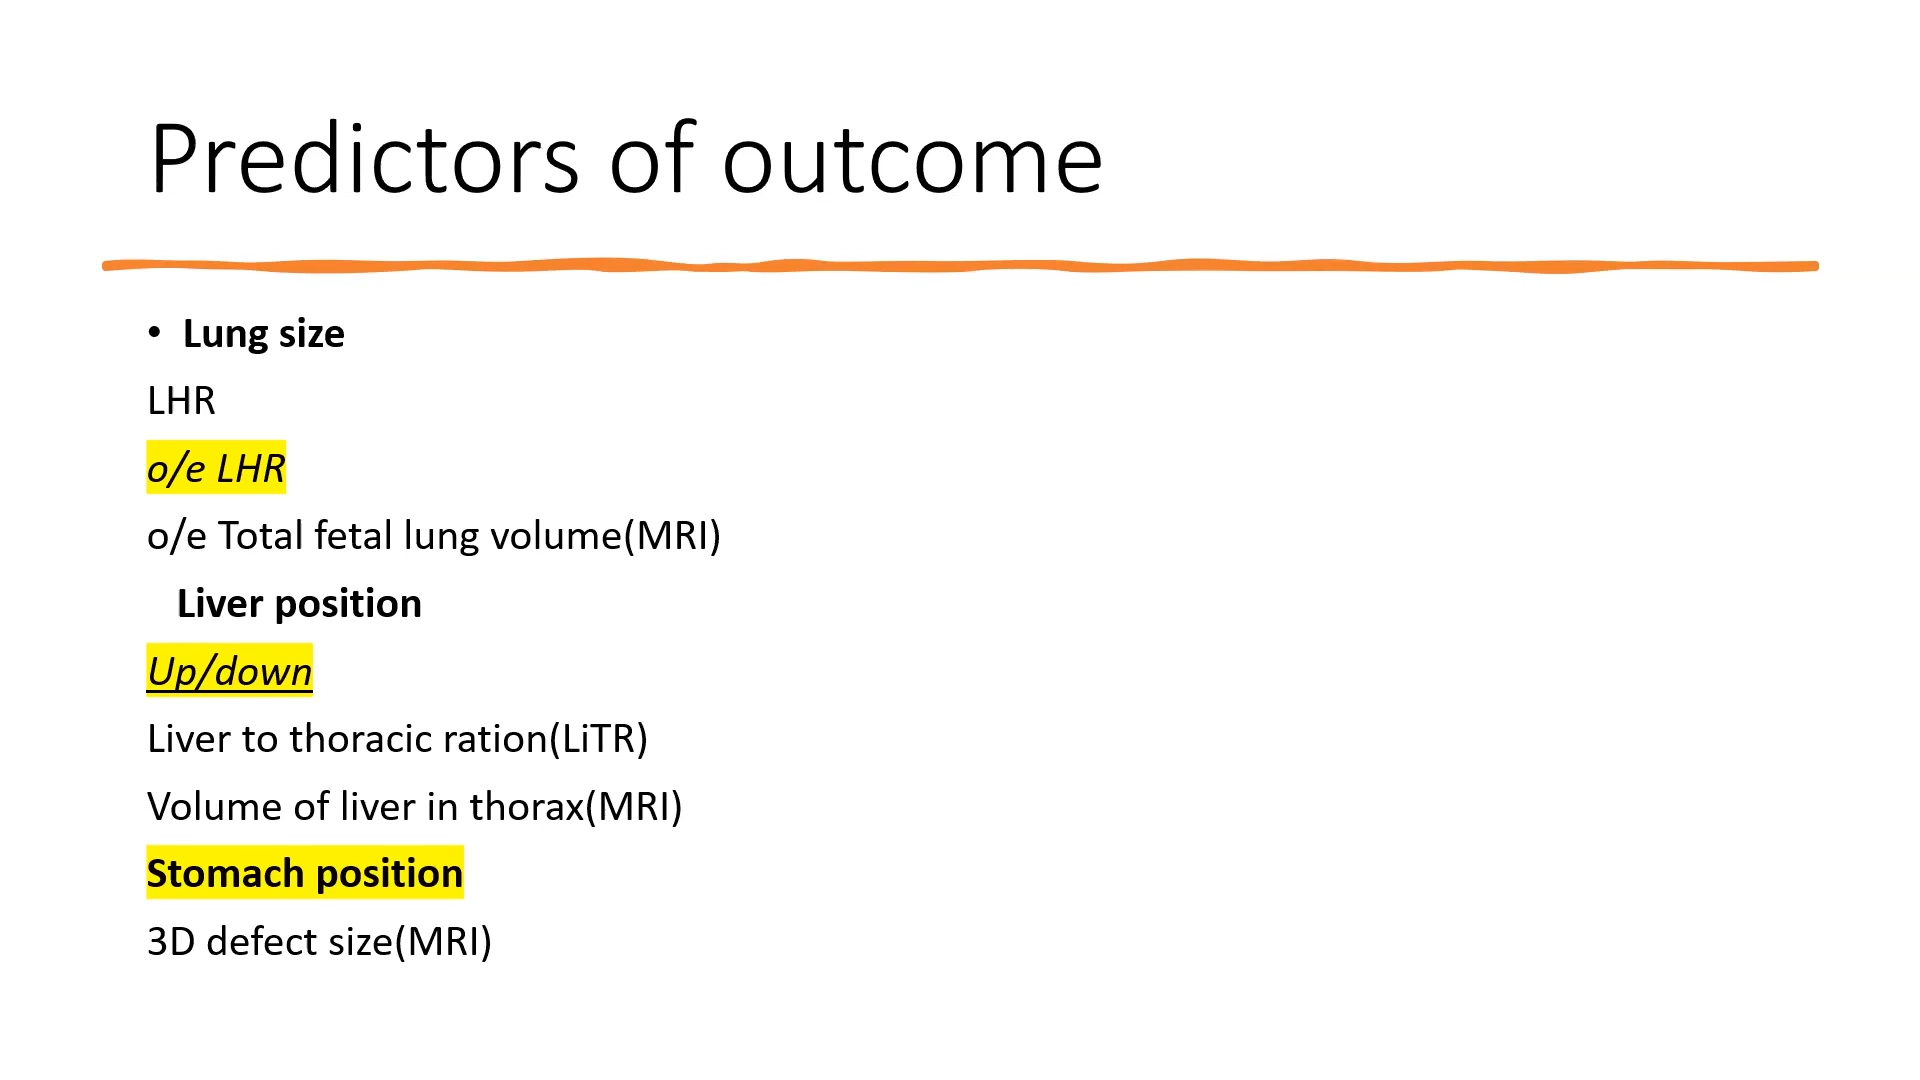 Predictors of outcome
• Lung size
LHR
o/e LHR
o/e Total fetal lung volume(MRI)
Liver position
Up/down
Liver to thoracic ration(LiTR)
Volume of liver in thorax(MRI)
Stomach position
3D defect size(MRI)